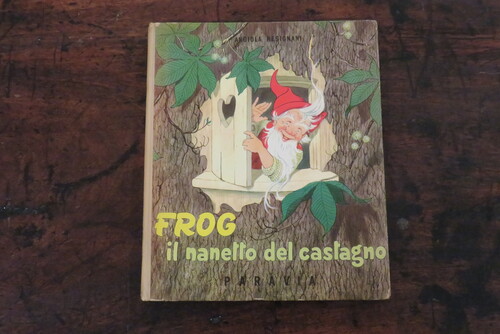 FROG
il nanetto del castagno
PARAVIA